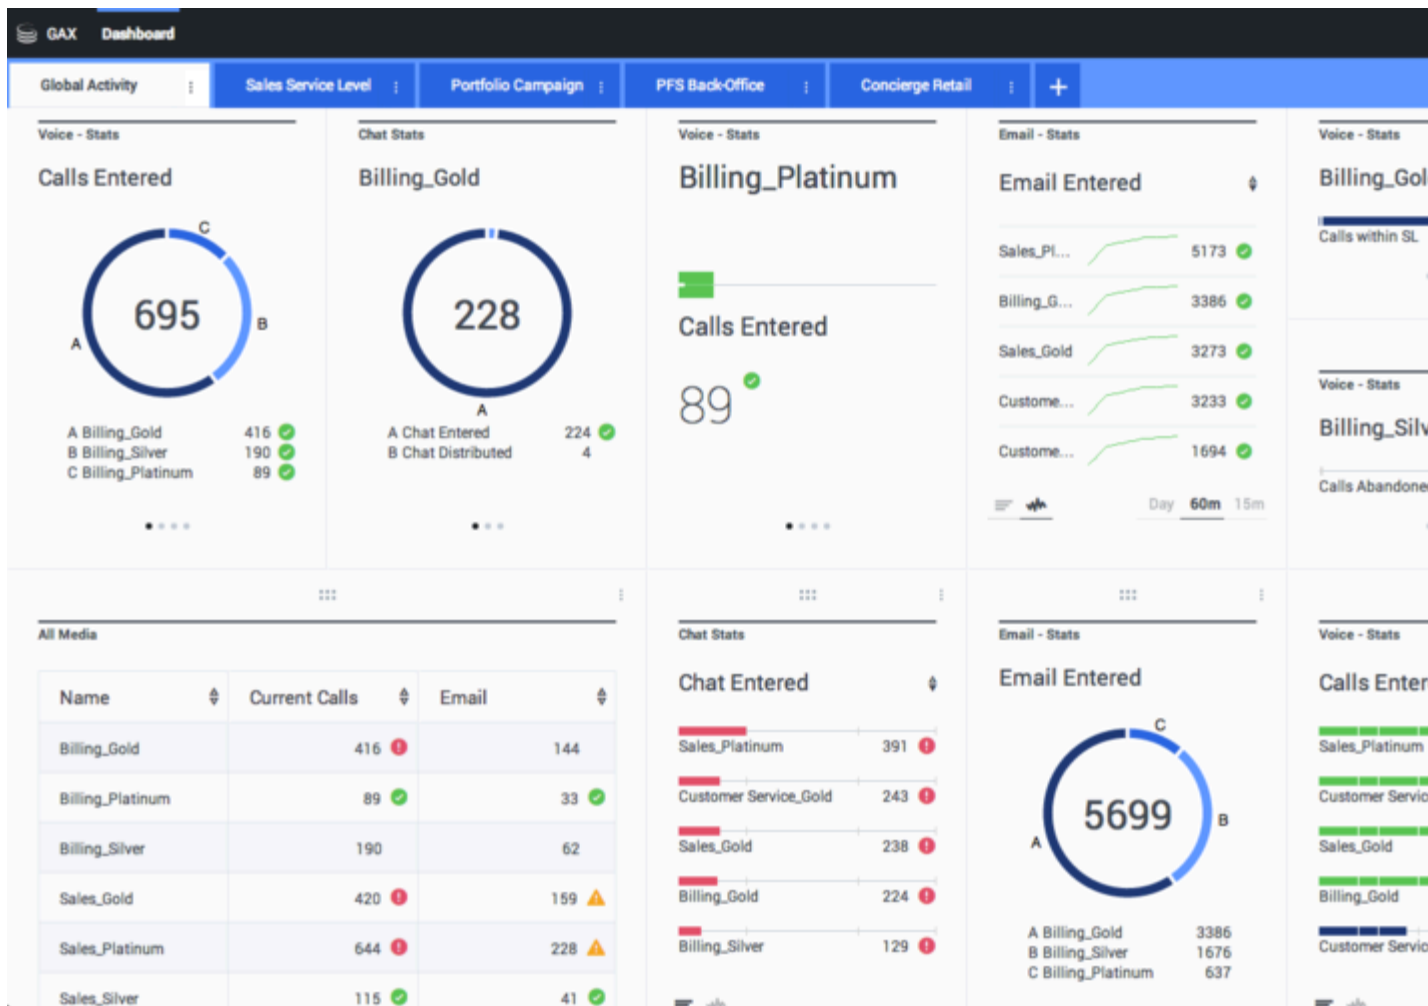 GAX Dashboard
Global Activity Sales Service Level Portfolio Campaign PFS Back-Office Concierge Retail +
Voice - Stats
Calls Entered
C
695
B
A
A Billing_Gold 416
B Billing_Silver 190
C Billing_Platinum 89
Chat Stats
Billing_Gold
228
A
A Chat Entered 224
B Chat Distributed 4
Voice - Stats
Billing_Platinum
Calls Entered
89
Email - Stats
Email Entered
Sales_Pl... 5173
Billing_G... 3386
Sales_Gold 3273
Custome... 3233
Custome... 1694
Day 60m 15m
Voice - Stats
Billing_Gol
Calls within SL
Voice - Stats
Billing_Silv
Calls Abandone
All Media
Name Current Calls Email
Billing_Gold 416 144
Billing_Platinum 89 33
Billing_Silver 190 62
Sales_Gold 420 159
Sales_Platinum 644 228
Sales_Silver 115 41
Chat Stats
Chat Entered
Sales_Platinum 391
Customer Service_Gold 243
Sales_Gold 238
Billing_Gold 224
Billing_Silver 129
Email - Stats
Email Entered
C
5699
B
A
A Billing_Gold 3386
B Billing_Silver 1676
C Billing_Platinum 637
Voice - Stats
Calls Enter
Sales_Platinum
Customer Servic
Sales_Gold
Billing_Gold
Customer Servic